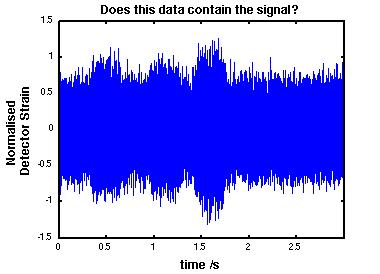 Does this data contain the signal?
1.5
1
0.5
0
-0.5
-1
-1.5
Normalised
Detector Strain
0 0.5 1 1.5 2 2.5
time /s